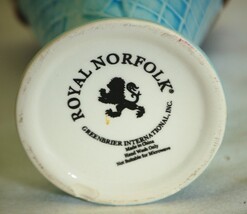 ROYAL NORFOLK®
GREENBRIER INTERNATIONAL, INC.
Made in China
Hand Wash Only
Not Suitable for Microwave